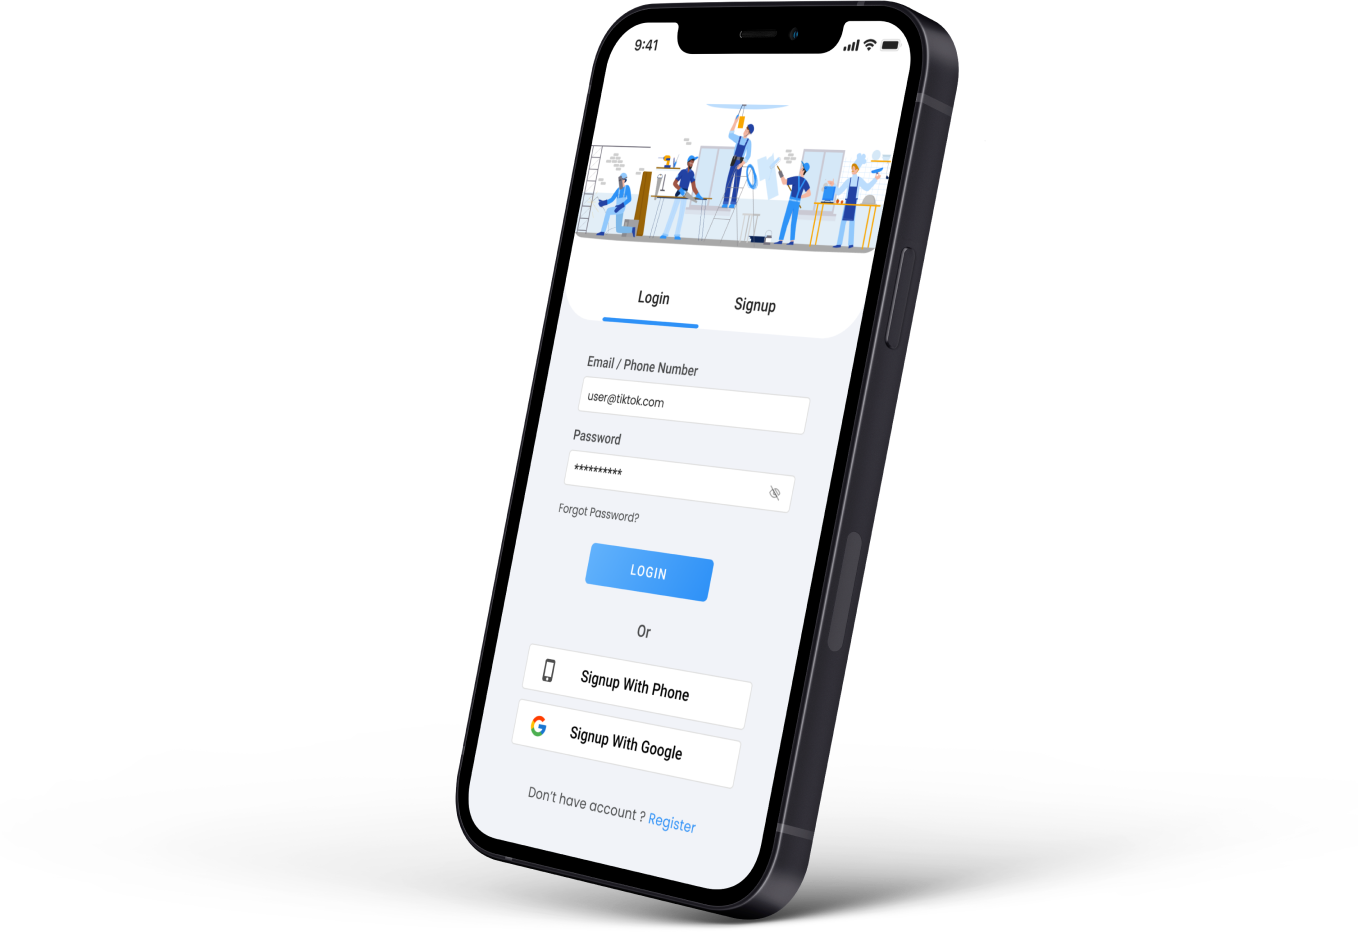 9:41
Login Signup
Email / Phone Number
user@tiktok.com
Password
**********
Forgot Password?
LOGIN
Or
Signup With Phone
Signup With Google
Don't have account ? Register